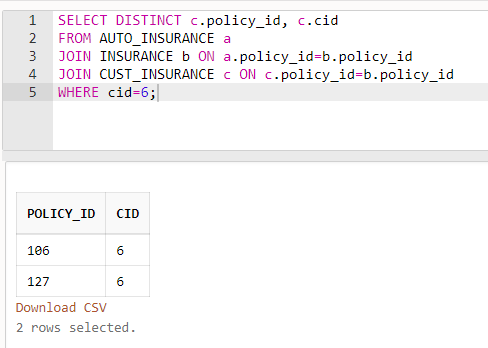 1 SELECT DISTINCT c.policy_id, c.cid
2 FROM AUTO_INSURANCE a
3 JOIN INSURANCE b ON a.policy_id=b.policy_id
4 JOIN CUST_INSURANCE c ON c.policy_id=b.policy_id
5 WHERE cid=6;
POLICY_ID CID
106 6
127 6
Download CSV
2 rows selected.